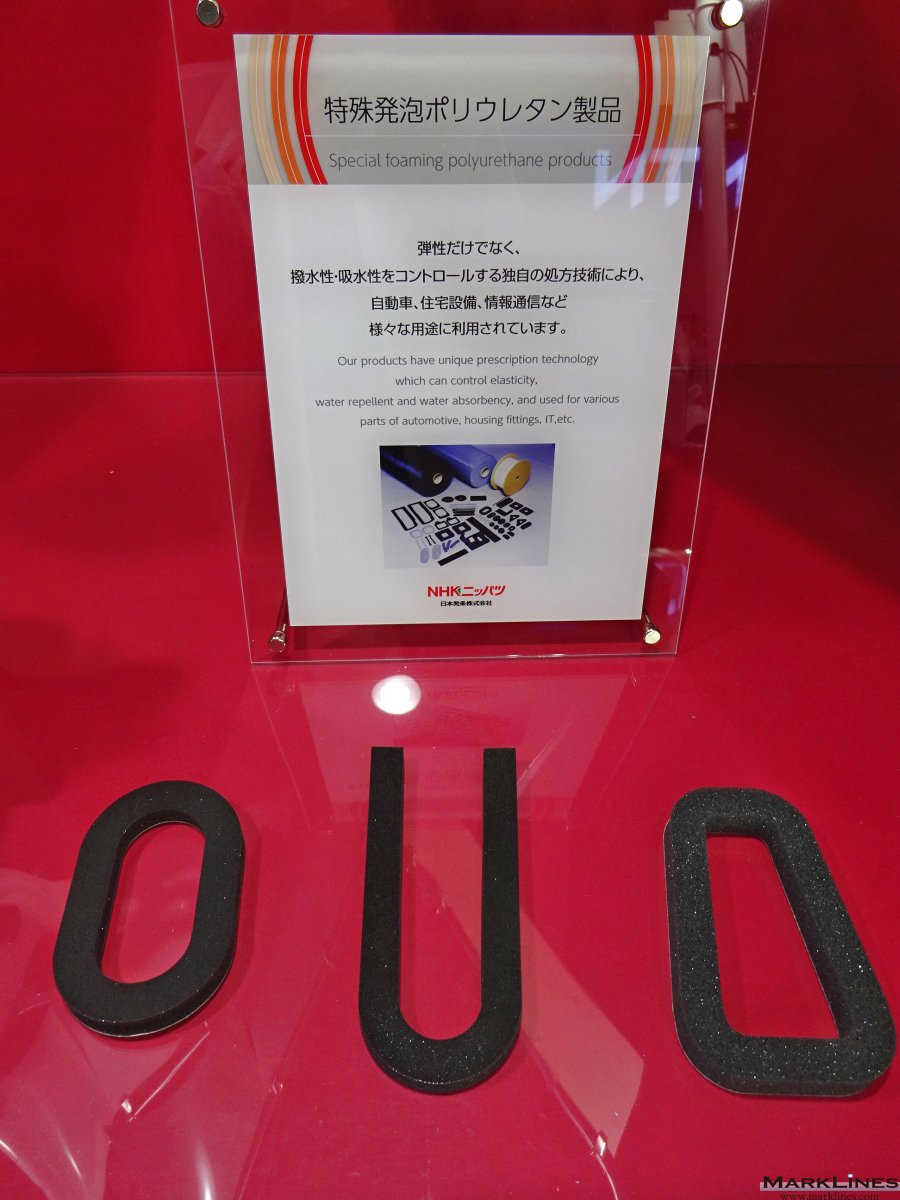 特殊発泡ポリウレタン製品
Special foaming polyurethane products
弾性だけでなく、
撥水性・吸水性をコントロールする独自の処方技術により、
自動車、住宅設備、情報通信など
様々な用途に利用されています。
Our products have unique prescription technology
which can control elasticity,
water repellent and water absorbency, and used for various
parts of automotive, housing fittings, IT,etc.
NHKニッパツ
日本発条株式会社
MARKLINES
www.marklines.com